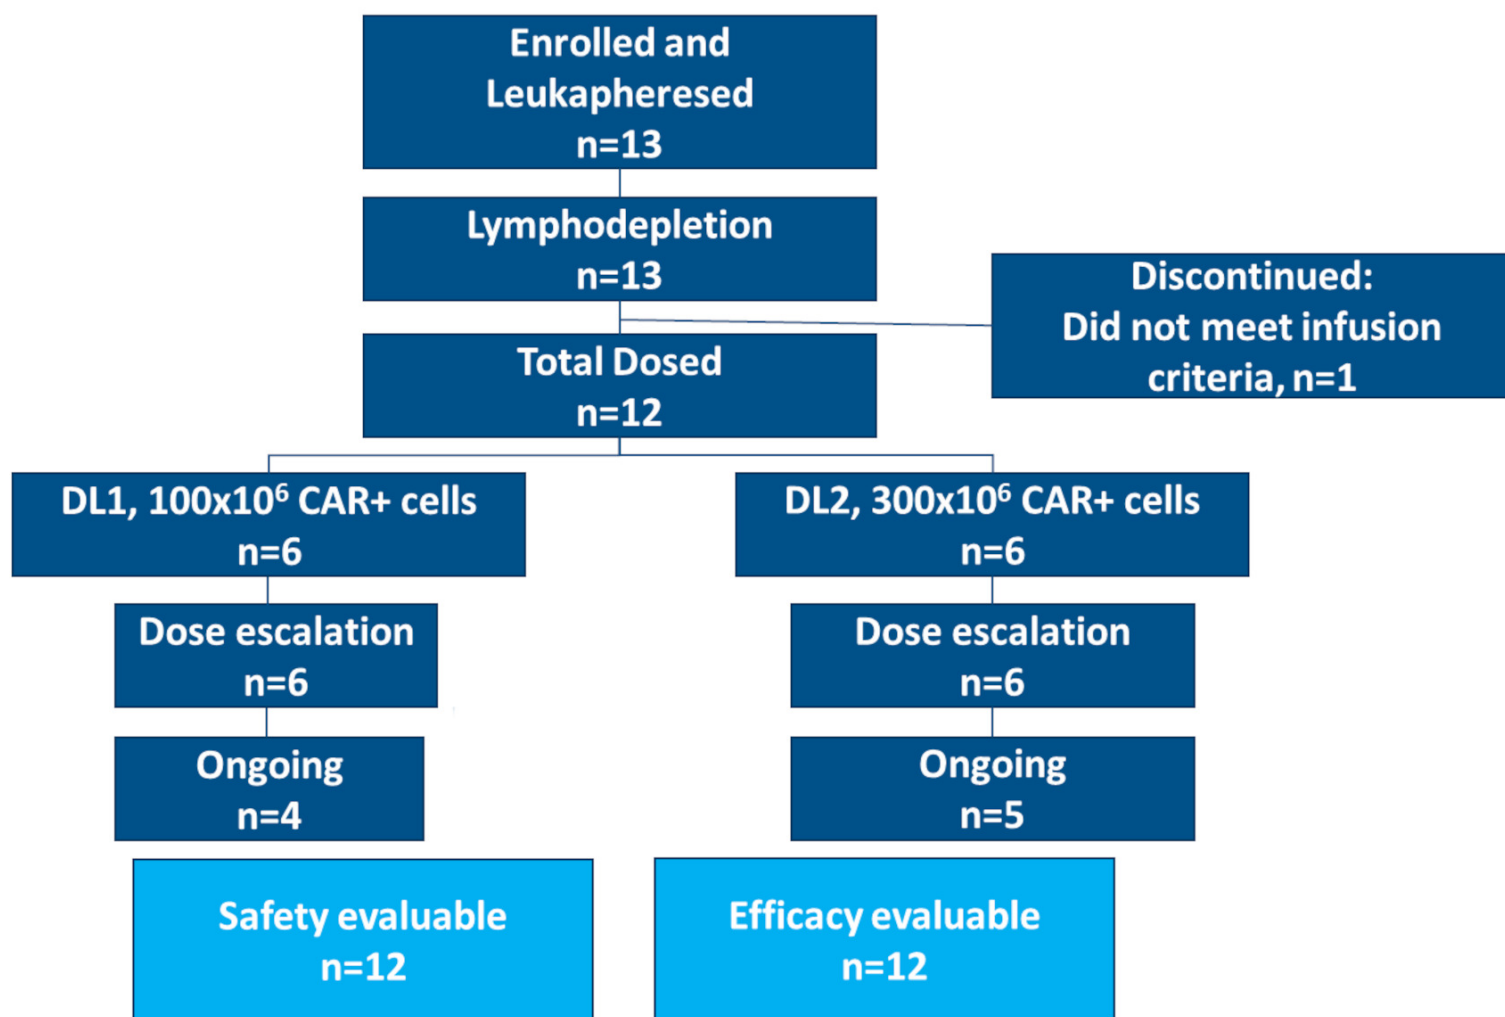 Enrolled and
Leukapheresed
n=13
Lymphodepletion
n=13
Discontinued:
Did not meet infusion
criteria, n=1
Total Dosed
n=12
DL1, 100x10⁶ CAR+ cells
n=6
DL2, 300x10⁶ CAR+ cells
n=6
Dose escalation
n=6
Dose escalation
n=6
Ongoing
n=4
Ongoing
n=5
Safety evaluable
n=12
Efficacy evaluable
n=12